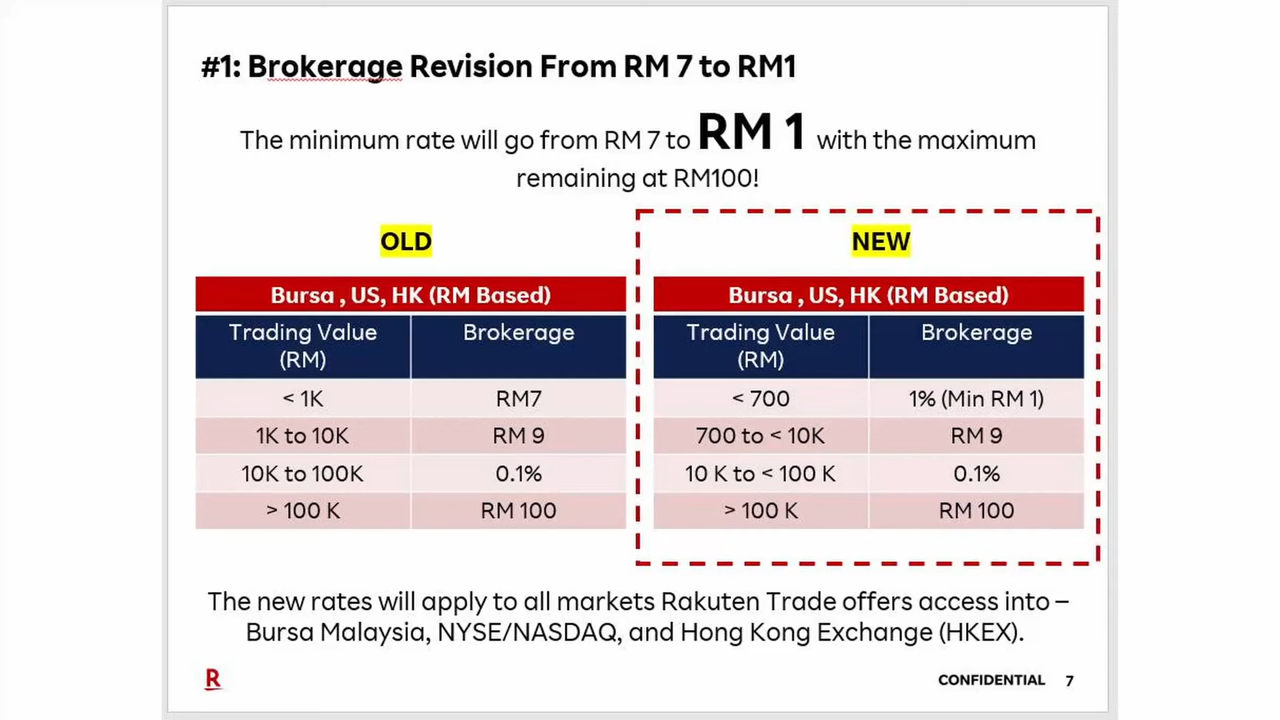 #1: Brokerage Revision From RM 7 to RM1
The minimum rate will go from RM 7 to RM 1 with the maximum
remaining at RM100!
OLD
Bursa , US, HK (RM Based)
Trading Value
(RM)
Brokerage
< 1K
RM7
1K to 10K
RM 9
10K to 100K
0.1%
> 100 K
RM 100
NEW
Bursa , US, HK (RM Based)
Trading Value
(RM)
Brokerage
< 700
1% (Min RM 1)
700 to < 10K
RM 9
10 K to < 100 K
0.1%
> 100 K
RM 100
The new rates will apply to all markets Rakuten Trade offers access into –
Bursa Malaysia, NYSE/NASDAQ, and Hong Kong Exchange (HKEX).
R
CONFIDENTIAL 7